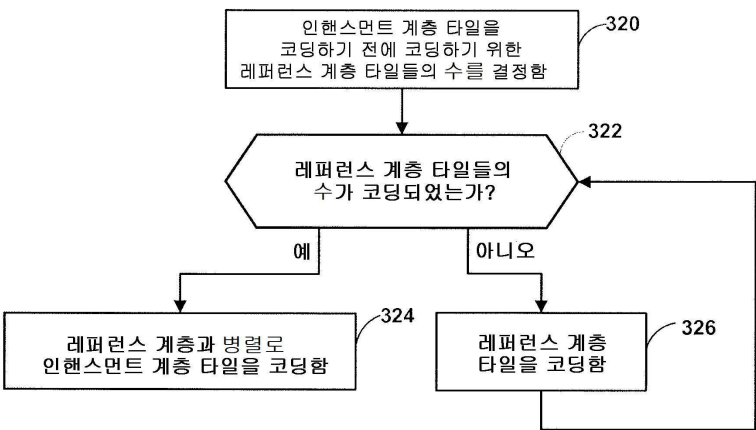 인핸스먼트 계층 타일을
코딩하기 전에 코딩하기 위한
레퍼런스 계층 타일들의 수를 결정함
320
322
레퍼런스 계층 타일들의
수가 코딩되었는가?
예
아니오
레퍼런스 계층과 병렬로
인핸스먼트 계층 타일을 코딩함
324
레퍼런스 계층
타일을 코딩함
326